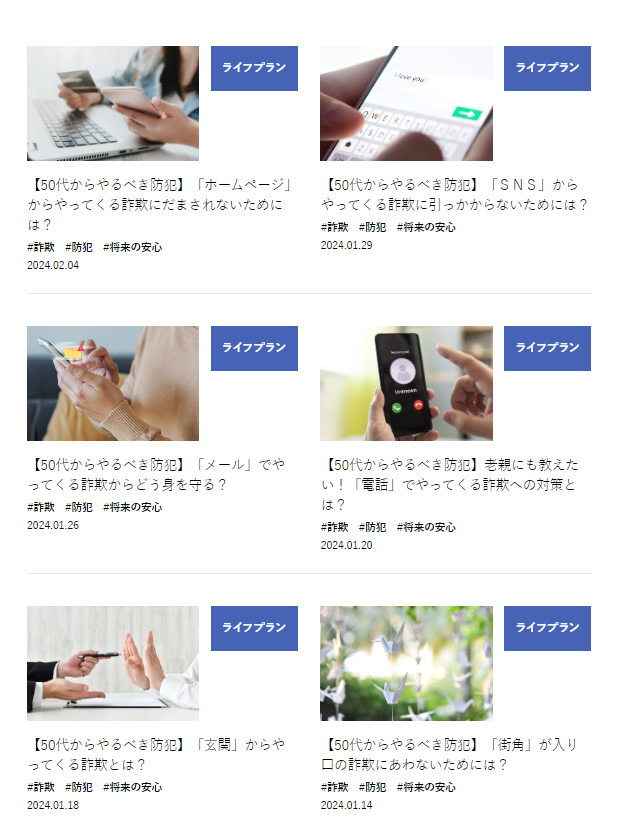 ライフプラン
【50代からやるべき防犯】「ホームページ」
からやってくる詐欺にだまされないために
は？
#詐欺 #防犯 #将来の安心
2024.02.04
I love you
ライフプラン
【50代からやるべき防犯】「ＳＮＳ」から
やってくる詐欺に引っかからないためには？
#詐欺 #防犯 #将来の安心
2024.01.29
ライフプラン
【50代からやるべき防犯】「メール」でや
ってくる詐欺からどう身を守る？
#詐欺 #防犯 #将来の安心
2024.01.26
Unknown
ライフプラン
【50代からやるべき防犯】老親にも教えた
い！「電話」でやってくる詐欺への対策と
は？
#詐欺 #防犯 #将来の安心
2024.01.20
ライフプラン
【50代からやるべき防犯】「玄関」からや
ってくる詐欺とは？
#詐欺 #防犯 #将来の安心
2024.01.18
ライフプラン
【50代からやるべき防犯】「街角」が入り
口の詐欺にあわないためには？
#詐欺 #防犯 #将来の安心
2024.01.14